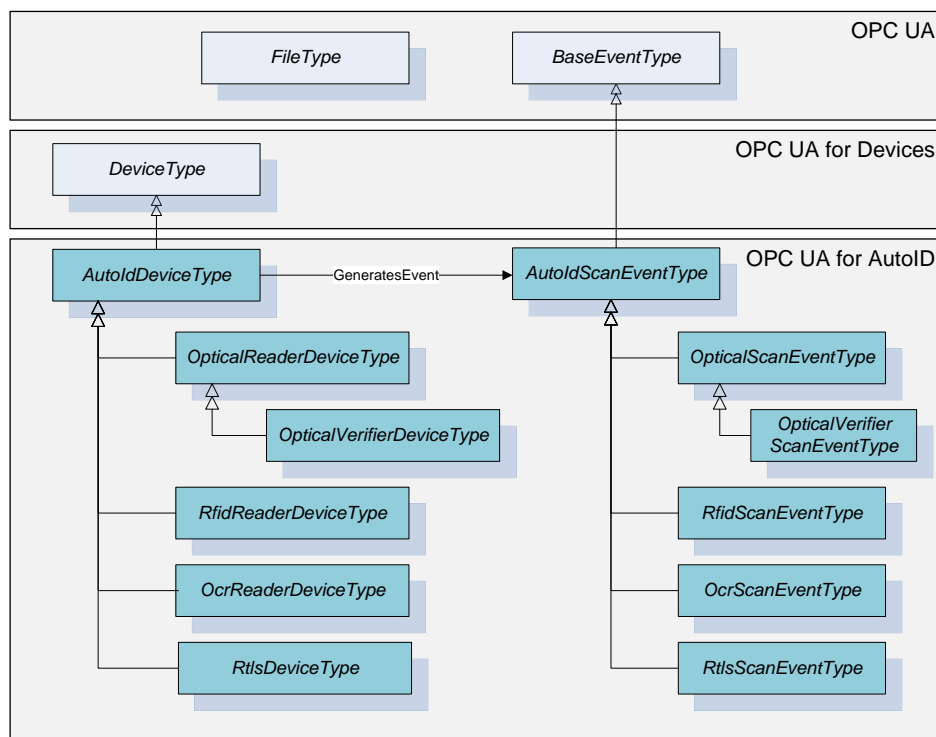 OPC UA
FileType
BaseEventType
OPC UA for Devices
DeviceType
OPC UA for AutoID
AutoIdDeviceType
GeneratesEvent
AutoIdScanEventType
OpticalReaderDeviceType
OpticalScanEventType
OpticalVerifierDeviceType
OpticalVerifier
ScanEventType
RfidReaderDeviceType
RfidScanEventType
OcrReaderDeviceType
OcrScanEventType
RtlsDeviceType
RtlsScanEventType